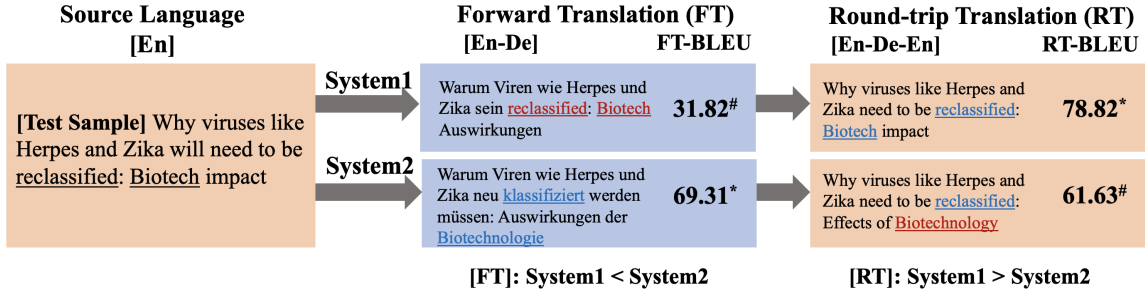 Source Language
[En]
Forward Translation (FT)
[En-De] FT-BLEU
Round-trip Translation (RT)
[En-De-En] RT-BLEU
[Test Sample] Why viruses like
Herpes and Zika will need to be
reclassified: Biotech impact
System1
Warum Viren wie Herpes und
Zika sein reclassified: Biotech
Auswirkungen
31.82#
Why viruses like Herpes and
Zika need to be reclassified:
Biotech impact
78.82*
System2
Warum Viren wie Herpes und
Zika neu klassifiziert werden
müssen: Auswirkungen der
Biotechnologie
69.31*
Why viruses like Herpes and
Zika need to be reclassified:
Effects of Biotechnology
61.63#
[FT]: System1 < System2
[RT]: System1 > System2